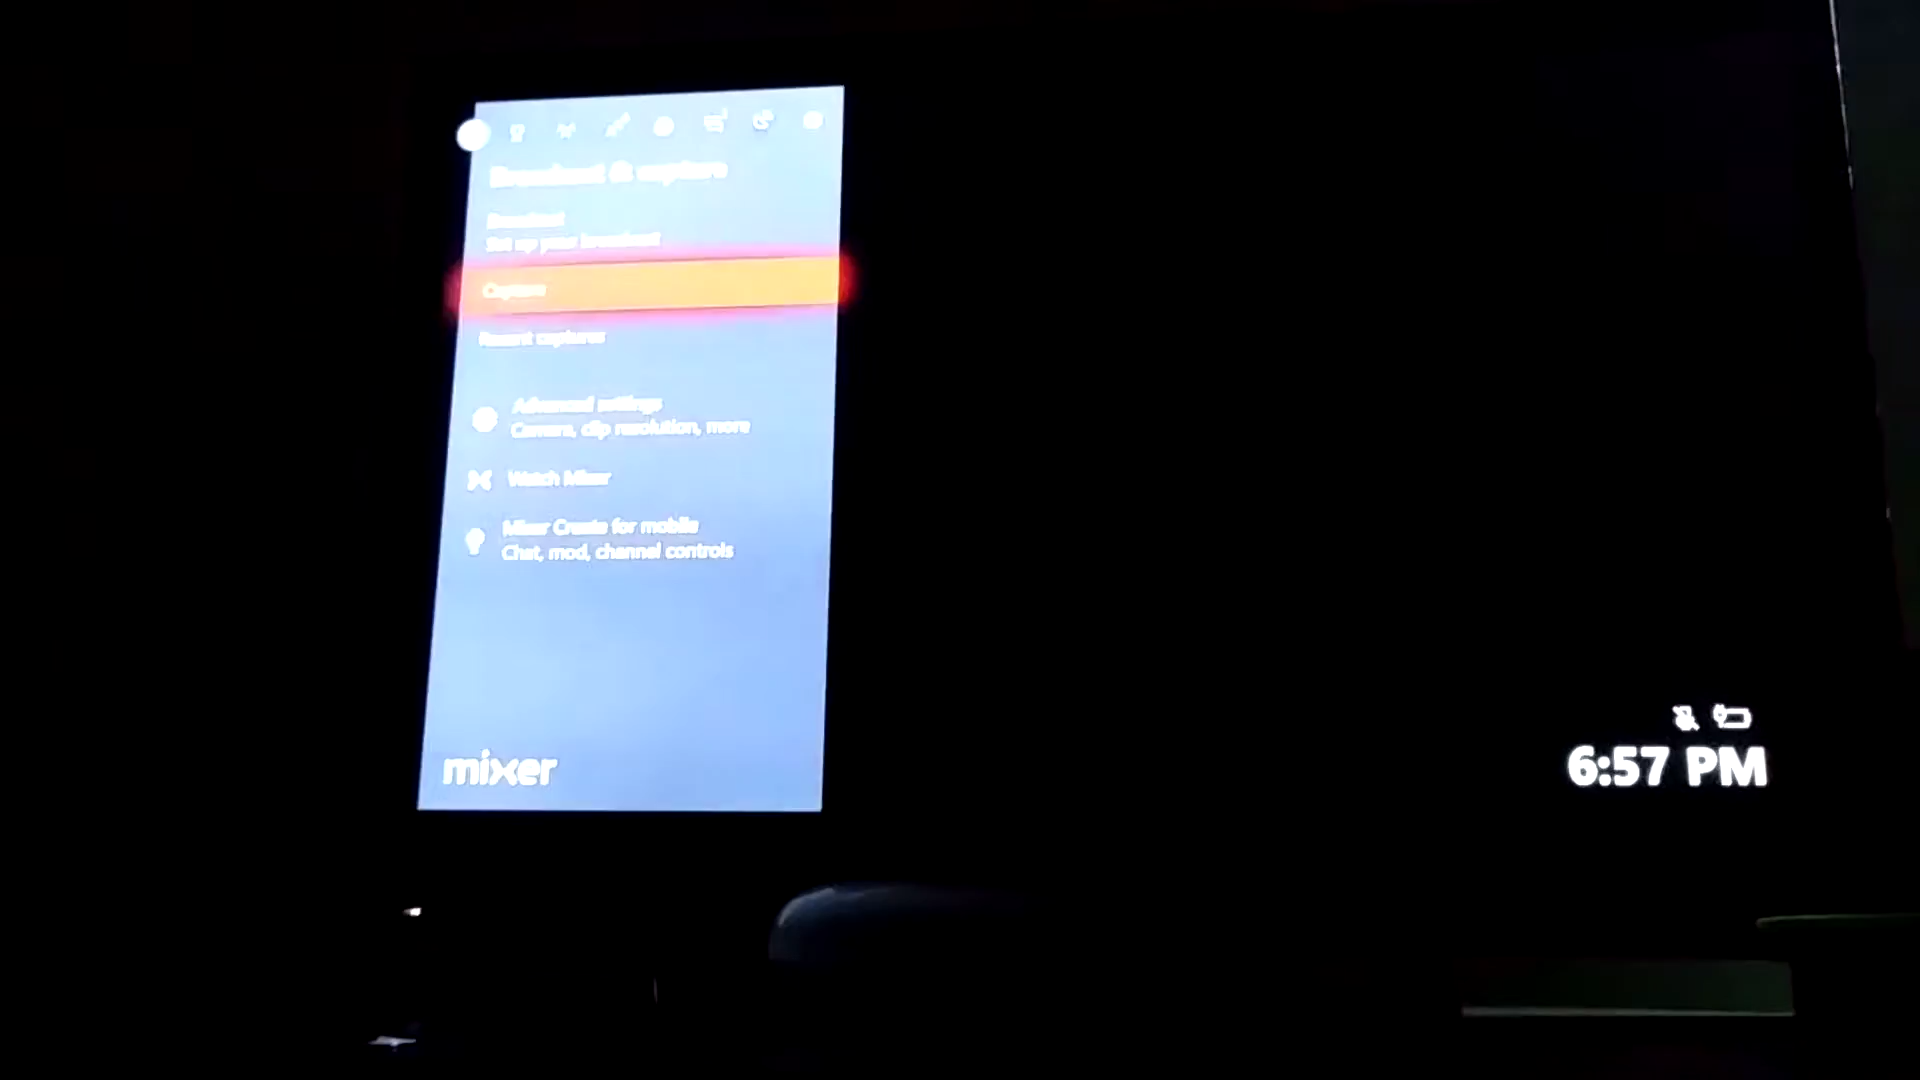 Broadcast & capture
Broadcast
Set up your broadcast
Capture
Recent captures
Advanced settings
Camera, clip resolution, more
Watch Mixer
Mixer Create for mobile
Chat, mod, channel controls
mixer
6:57 PM